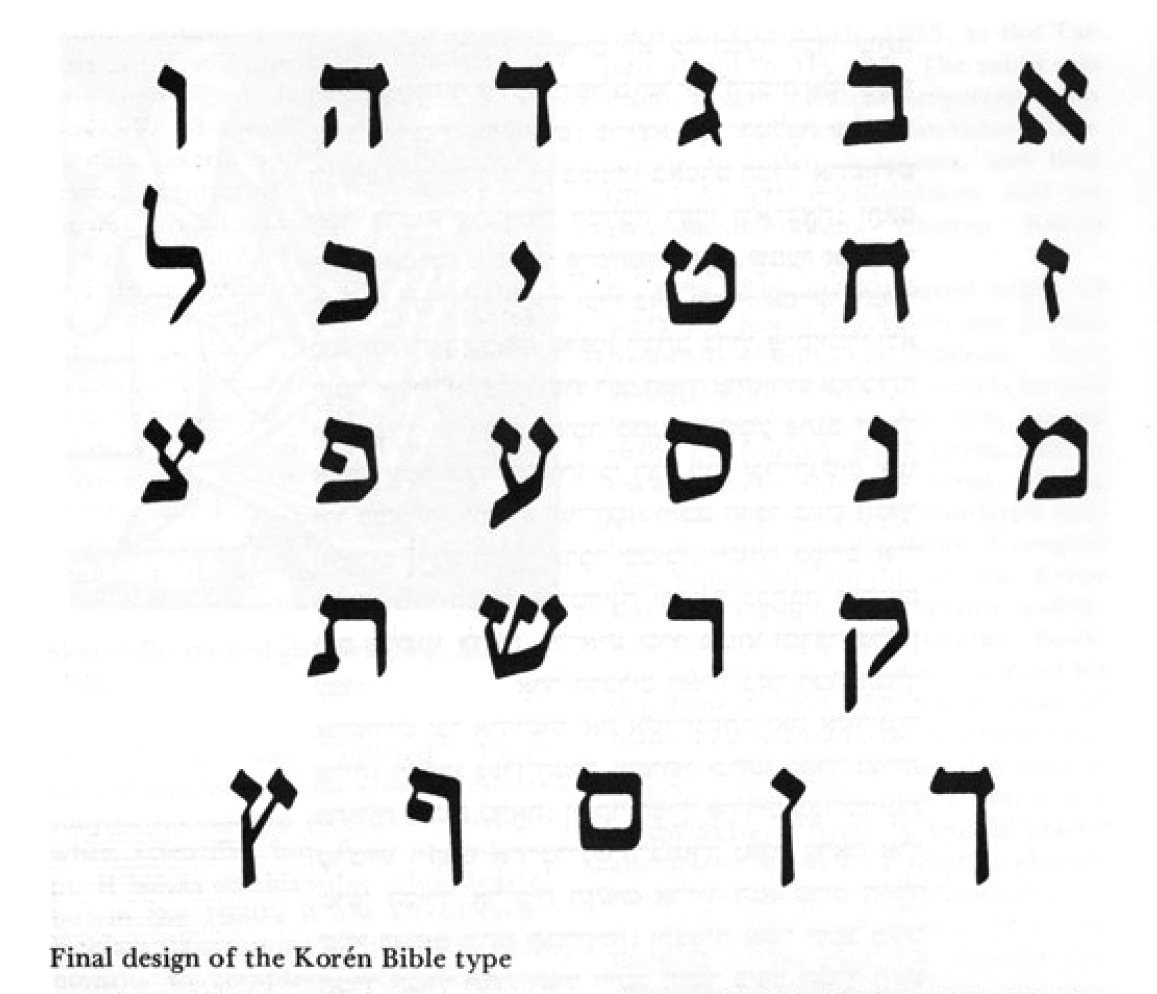 א ב ג ד ה ו
ז ח ט י כ ל
מ נ ס ע פ צ
ק ר ש ת
ך ן ם ף ץ
Final design of the Korén Bible type